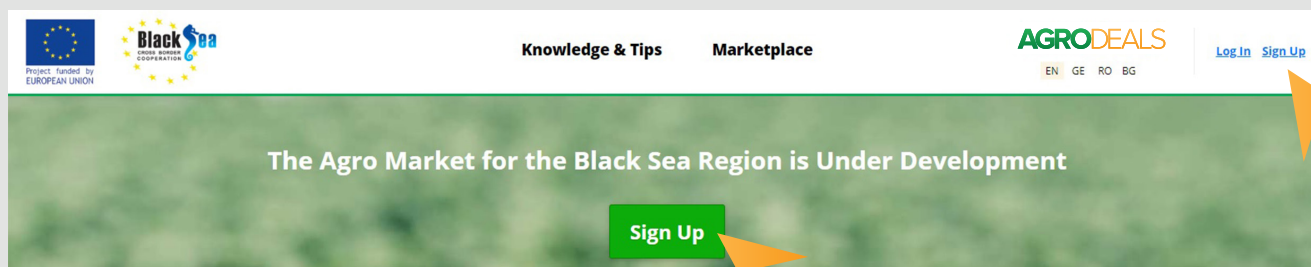 Project funded by
EUROPEAN UNION
Black Sea
CROSS BORDER
COOPERATION
Knowledge & Tips
Marketplace
AGRODEALS
EN GE RO BG
Log In Sign Up
The Agro Market for the Black Sea Region is Under Development
Sign Up